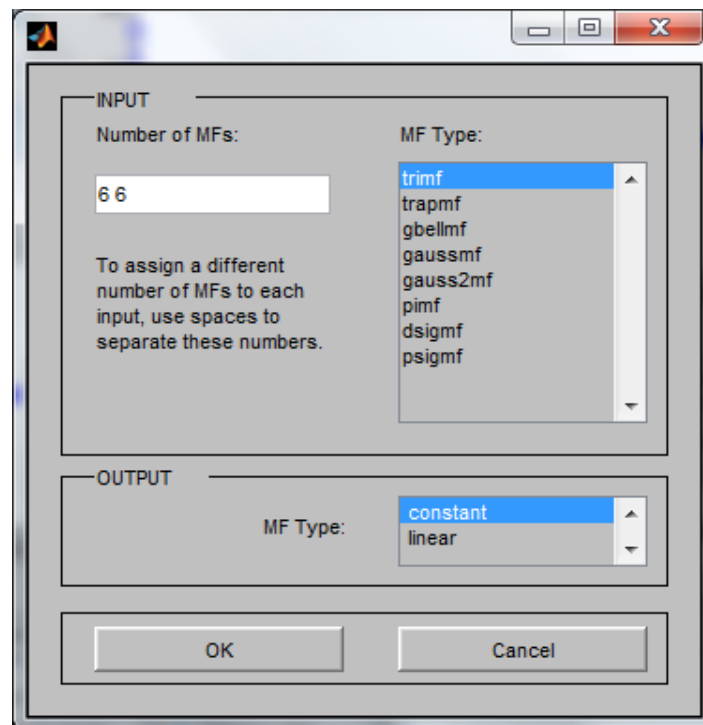 INPUT
Number of MFs:
6 6
To assign a different
number of MFs to each
input, use spaces to
separate these numbers.
MF Type:
trimf
trapmf
gbellmf
gaussmf
gauss2mf
pimf
dsigmf
psigmf
OUTPUT
MF Type:
constant
linear
OK
Cancel